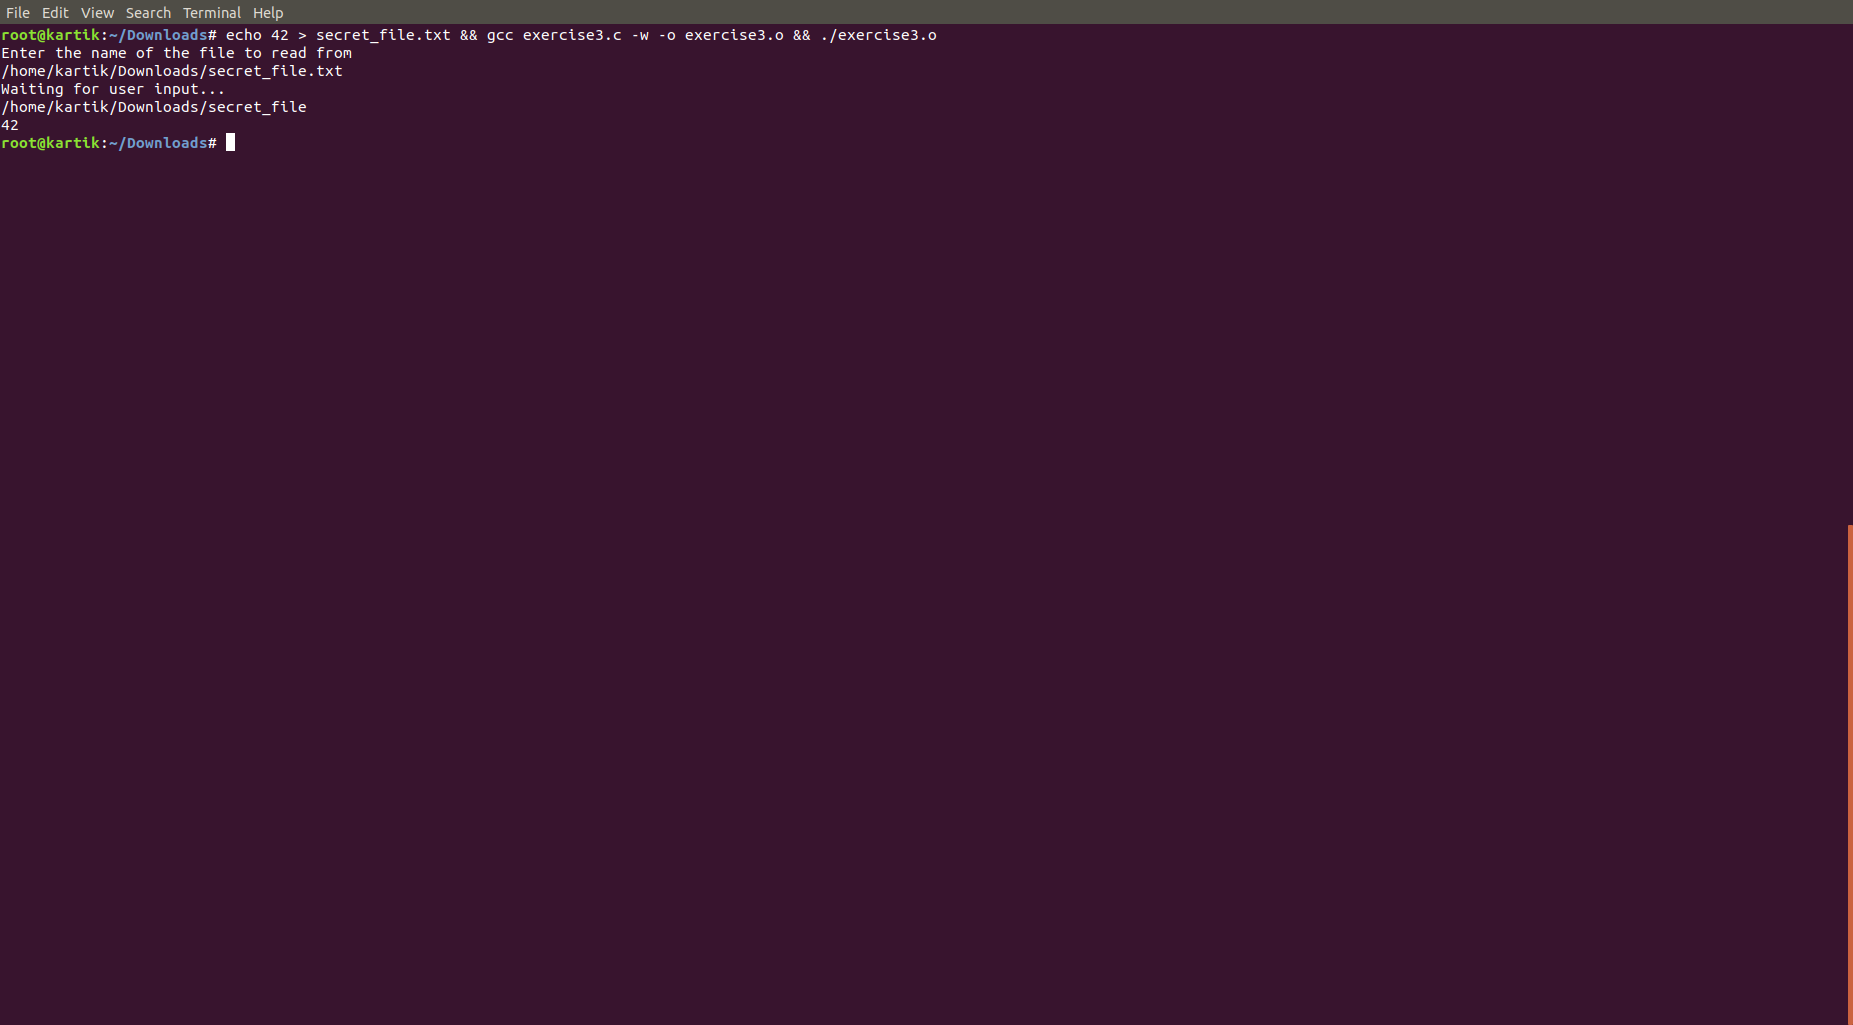 File Edit View Search Terminal Help
root@kartik:~/Downloads# echo 42 > secret_file.txt && gcc exercise3.c -w -o exercise3.o && ./exercise3.o
Enter the name of the file to read from
/home/kartik/Downloads/secret_file.txt
Waiting for user input...
/home/kartik/Downloads/secret_file
42
root@kartik:~/Downloads#